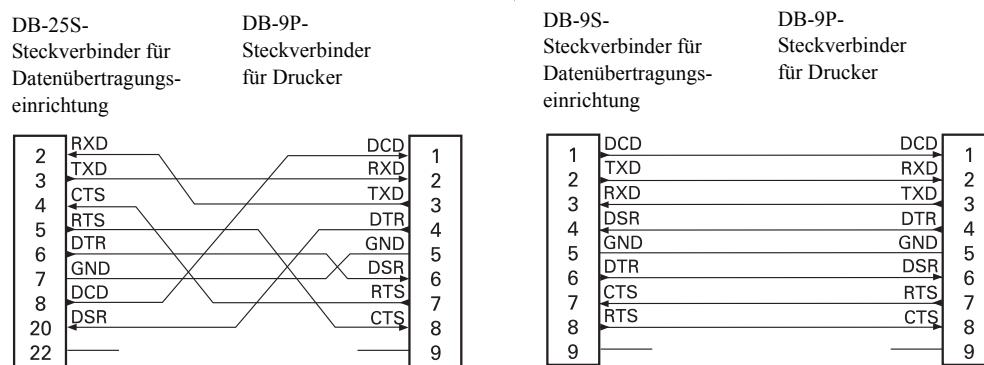 DB-25S-
Steckverbinder für
Datenübertragungs-
einrichtung
DB-9P-
Steckverbinder
für Drucker
2 RXD DCD 1
3 TXD RXD 2
4 CTS TXD 3
5 RTS DTR 4
6 DTR GND 5
7 GND DSR 6
8 DCD RTS 7
20 DSR CTS 8
22 9
DB-9S-
Steckverbinder für
Datenübertragungs-
einrichtung
DB-9P-
Steckverbinder
für Drucker
1 DCD DCD 1
2 TXD RXD 2
3 RXD TXD 3
4 DSR DTR 4
5 GND GND 5
6 DTR DSR 6
7 CTS RTS 7
8 RTS CTS 8
9 9